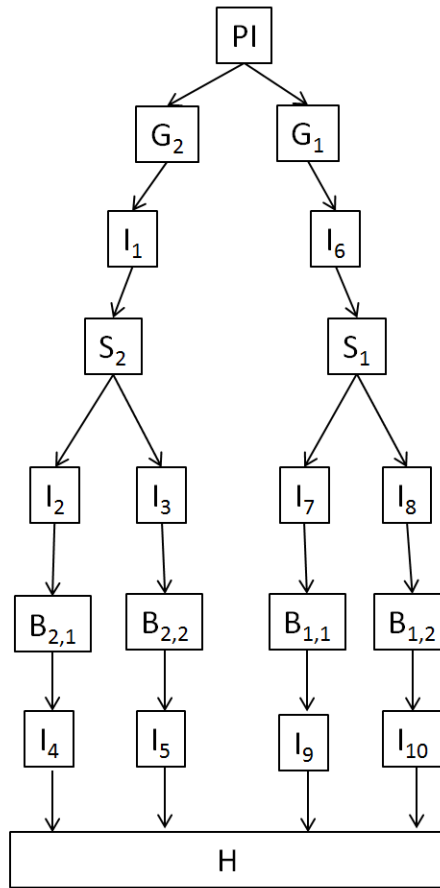 PI
G₂ G₁
I₁ I₆
S₂ S₁
I₂ I₃ I₇ I₈
B₂,₁ B₂,₂ B₁,₁ B₁,₂
I₄ I₅ I₉ I₁₀
H